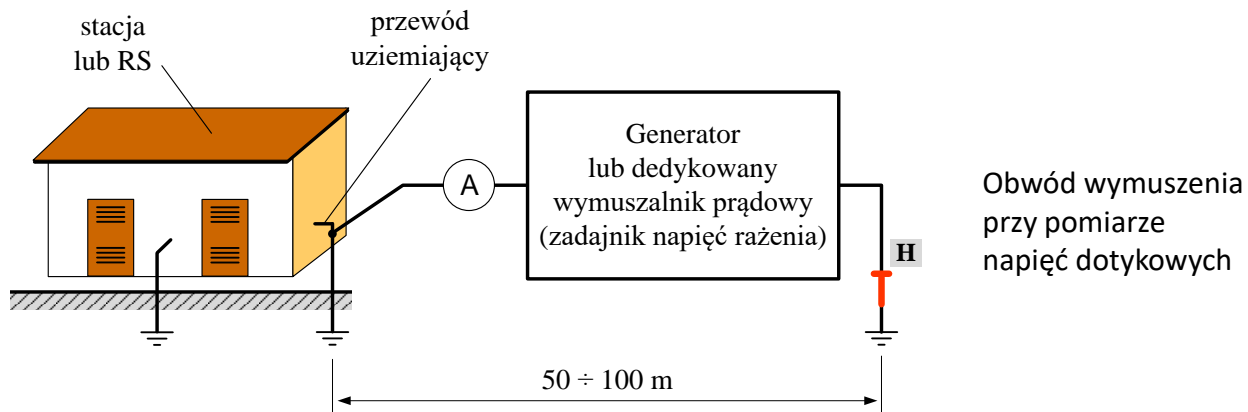 stacja
lub RS
przewód
uziemiający
A
Generator
lub dedykowany
wymuszalnik prądowy
(zadajnik napięć rażenia)
H
Obwód wymuszenia
przy pomiarze
napięć dotykowych
50 ÷ 100 m